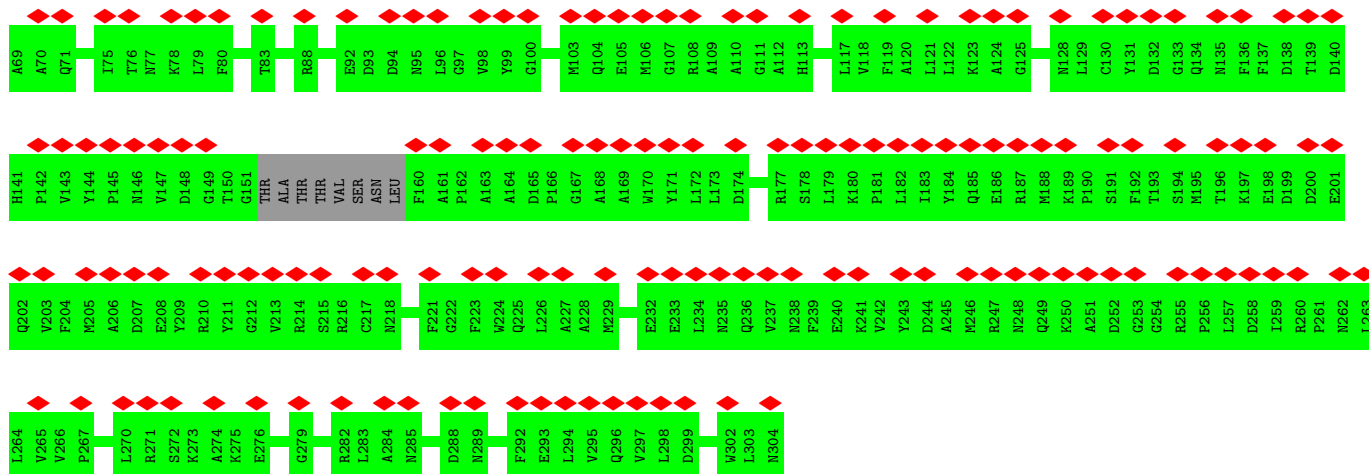 A69 A70 Q71 I75 T76 N77 K78 L79 F80 T83 R88 E92 D93 D94 N95 L96 G97 V98 Y99 G100 M103 Q104 E105 M106 G107 R108 A109 A110 G111 A112 H113 L117 V118 F119 A120 L121 L122 K123 A124 G125 N128 L129 C130 Y131 D132 G133 Q134 N135 F136 F137 D138 T139 D140
H141 P142 V143 Y144 P145 N146 V147 D148 G149 T150 G151 THR ALA THR THR VAL SER ASN LEU F160 A161 P162 A163 A164 D165 P166 G167 A168 A169 W170 Y171 L172 L173 D174 R177 S178 L179 K180 P181 L182 I183 Y184 Q185 E186 R187 M188 K189 P190 S191 F192 T193 S194 M195 T196 K197 E198 D199 D200 E201
Q202 V203 F204 M205 A206 D207 E208 Y209 R210 Y211 G212 V213 R214 S215 R216 C217 N218 F221 G222 F223 W224 Q225 L226 A227 A228 M229 E232 E233 L234 N235 Q236 V237 N238 F239 E240 K241 V242 Y243 D244 A245 M246 R247 N248 Q249 K250 A251 D252 G253 G254 R255 P256 L257 D258 I259 R260 P261 N262 L263
L264 V265 V266 P267 L270 R271 S272 K273 A274 K275 E276 G279 R282 L283 A284 N285 D288 N289 F292 E293 L294 V295 Q296 V297 L298 D299 W302 L303 N304